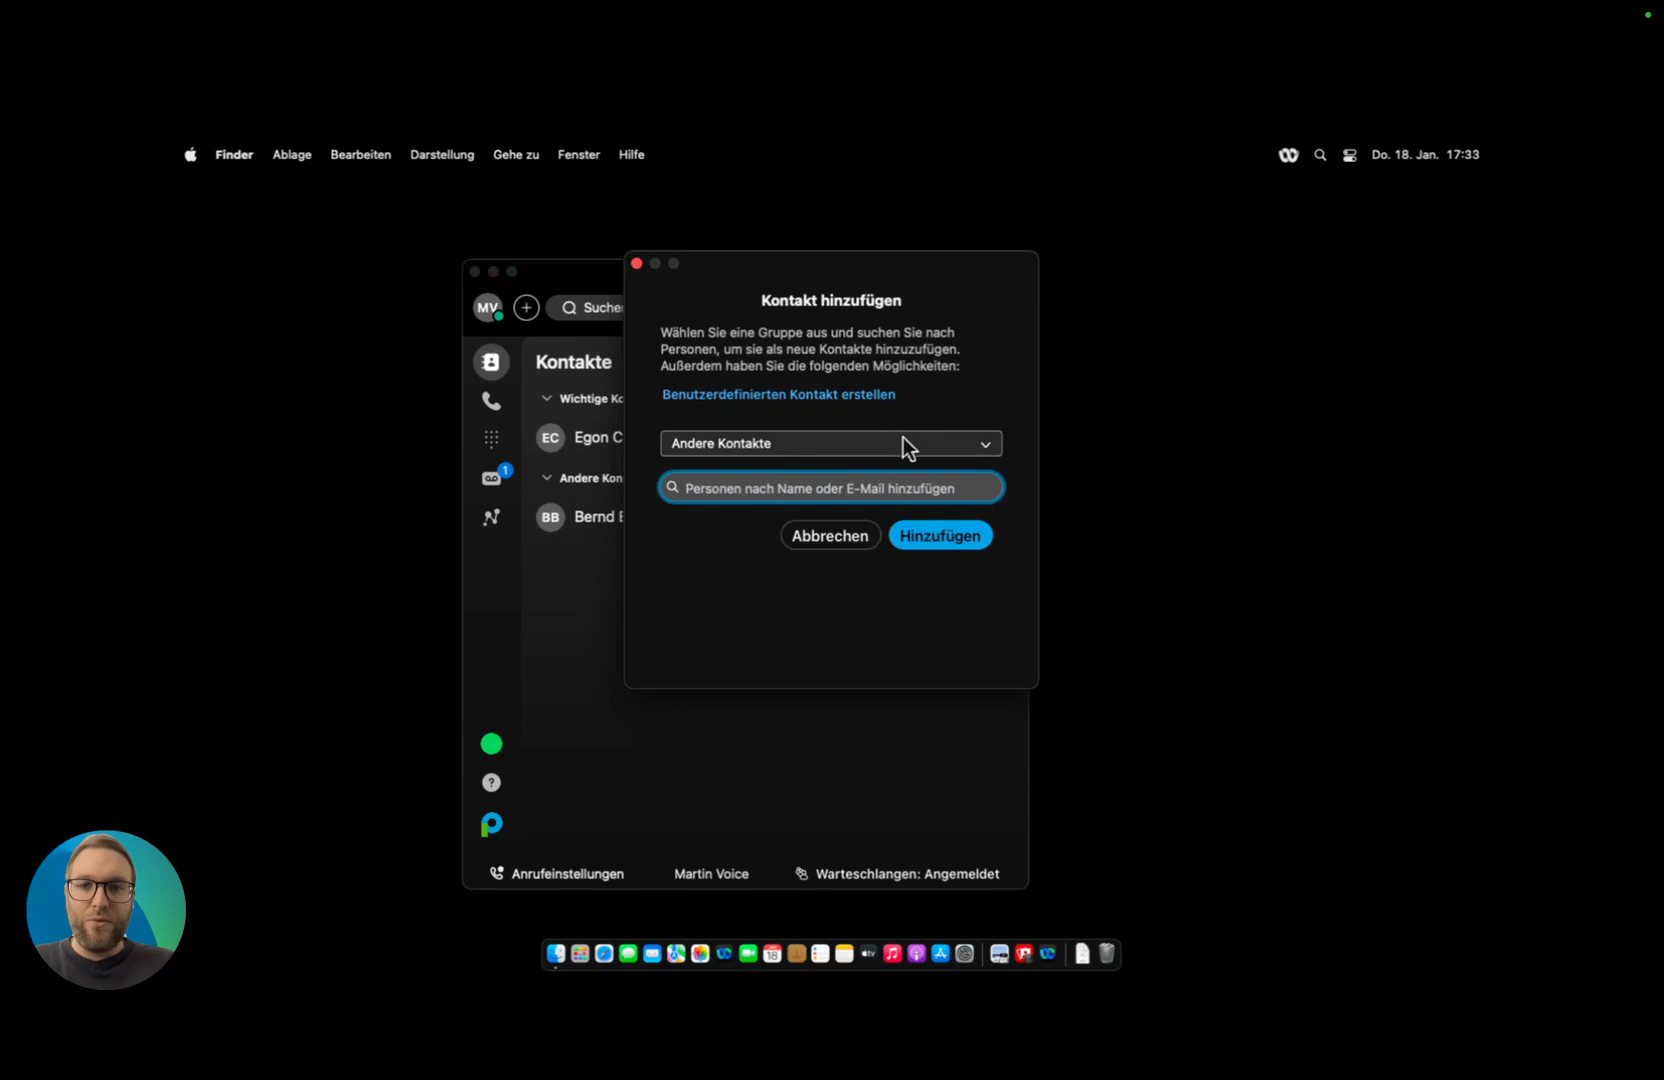 Finder Ablage Bearbeiten Darstellung Gehe zu Fenster Hilfe
Do. 18. Jan. 17:33
Kontakt hinzufügen
Wählen Sie eine Gruppe aus und suchen Sie nach
Personen, um sie als neue Kontakte hinzuzufügen.
Außerdem haben Sie die folgenden Möglichkeiten:
Benutzerdefinierten Kontakt erstellen
Andere Kontakte
Personen nach Name oder E-Mail hinzufügen
Abbrechen Hinzufügen
MV Suche
Kontakte
Wichtige Ko
EC Egon C
1
Andere Kon
BB Bernd
?
Anrufeinstellungen Martin Voice Warteschlangen: Angemeldet
18 tv